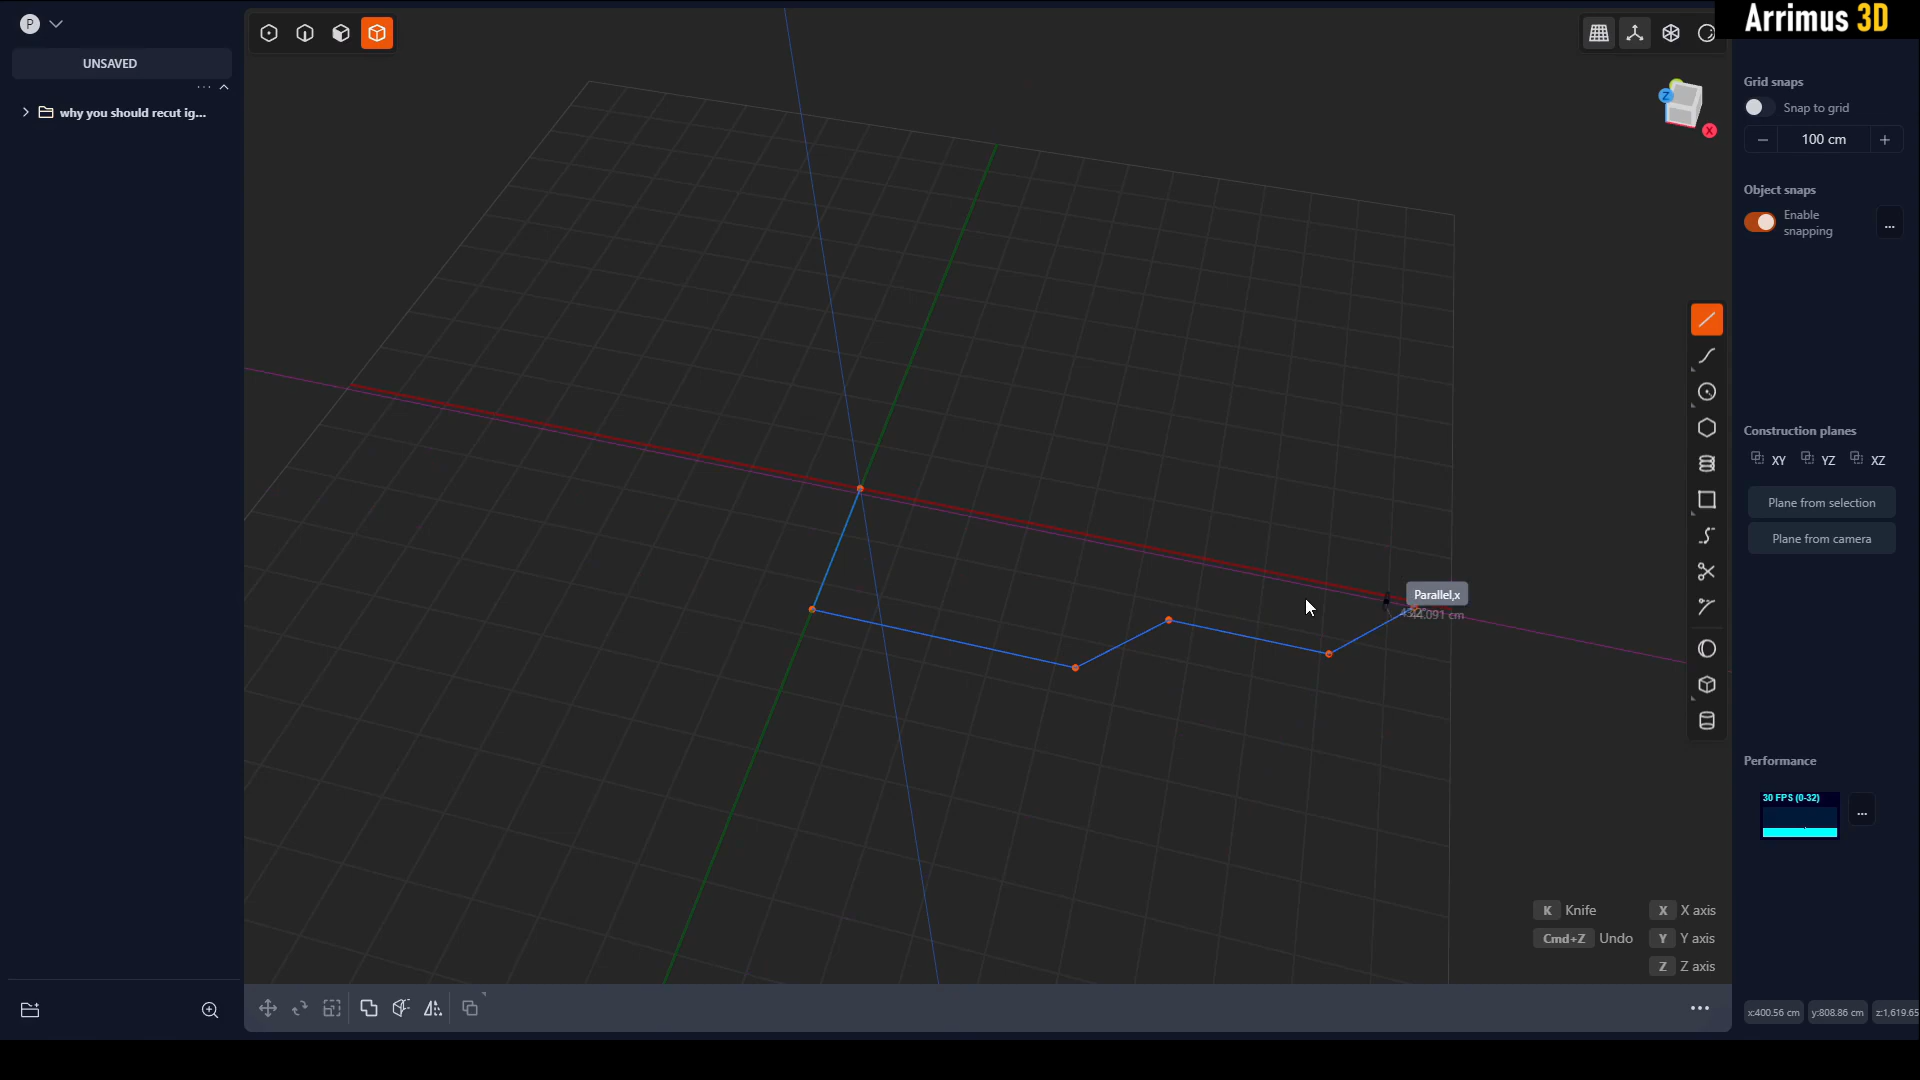 P
UNSAVED
why you should recut ig...
Arrimus 3D
Grid snaps
Snap to grid
100 cm
Object snaps
Enable
snapping
...
Z
X
Parallel,x
Construction planes
XY
YZ
XZ
Plane from selection
Plane from camera
Performance
30 FPS (0-32)
...
K Knife
X X axis
Cmd+Z Undo
Y Y axis
Z Z axis
x:400.56 cm
y:808.86 cm
z:1,619.65